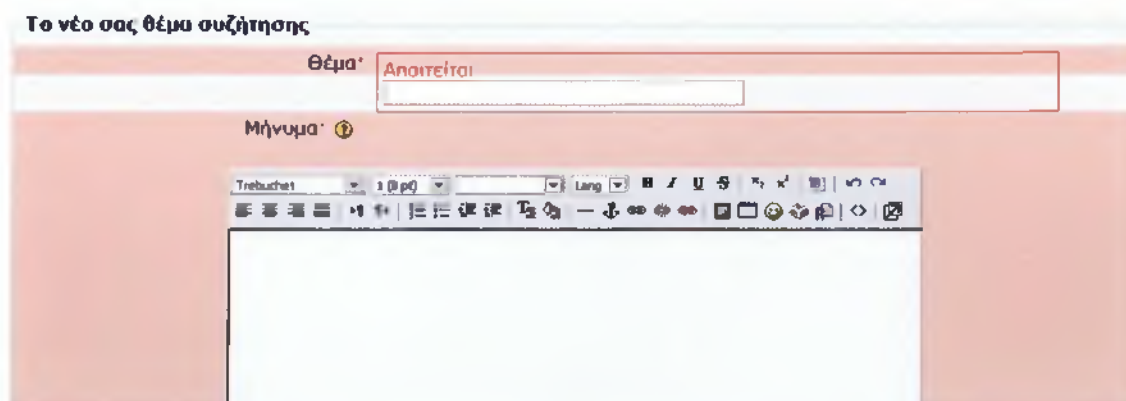 Το νέο σας θέμα συζήτησης
Θέμα*
Απαιτείται
Μήνυμα*
Trebuchet 1 (8 pt) Lang B I U S